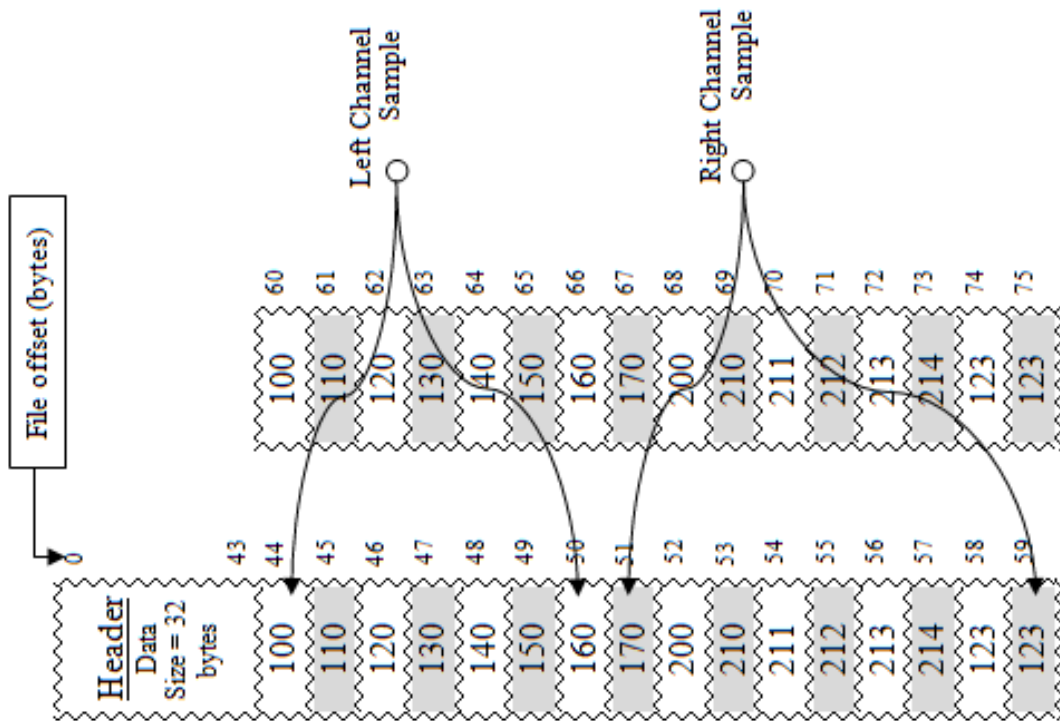 File offset (bytes)
0
Header
Data
Size = 32
bytes
43
100 44 100 60
110 45 110 61
120 46 120 62
130 47 130 63
140 48 140 64
150 49 150 65
160 50 160 66
170 51 170 67
200 52 200 68
210 53 210 69
211 54 211 70
212 55 212 71
213 56 213 72
214 57 214 73
123 58 123 74
123 59 123 75
Left Channel
Sample
Right Channel
Sample